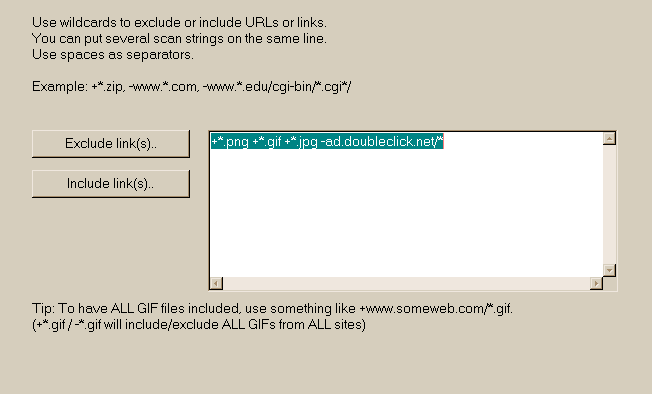 Use wildcards to exclude or include URLs or links.
You can put several scan strings on the same line.
Use spaces as separators.
Example: +*.zip, -www.*.com, -www.*.edu/cgi-bin/*.cgi*/
Exclude link(s)..
+*.png +*.gif +*.jpg -ad.doubleclick.net/*
Include link(s)..
Tip: To have ALL GIF files included, use something like +www.someweb.com/*.gif.
(+*.gif / -*.gif will include/exclude ALL GIFs from ALL sites)